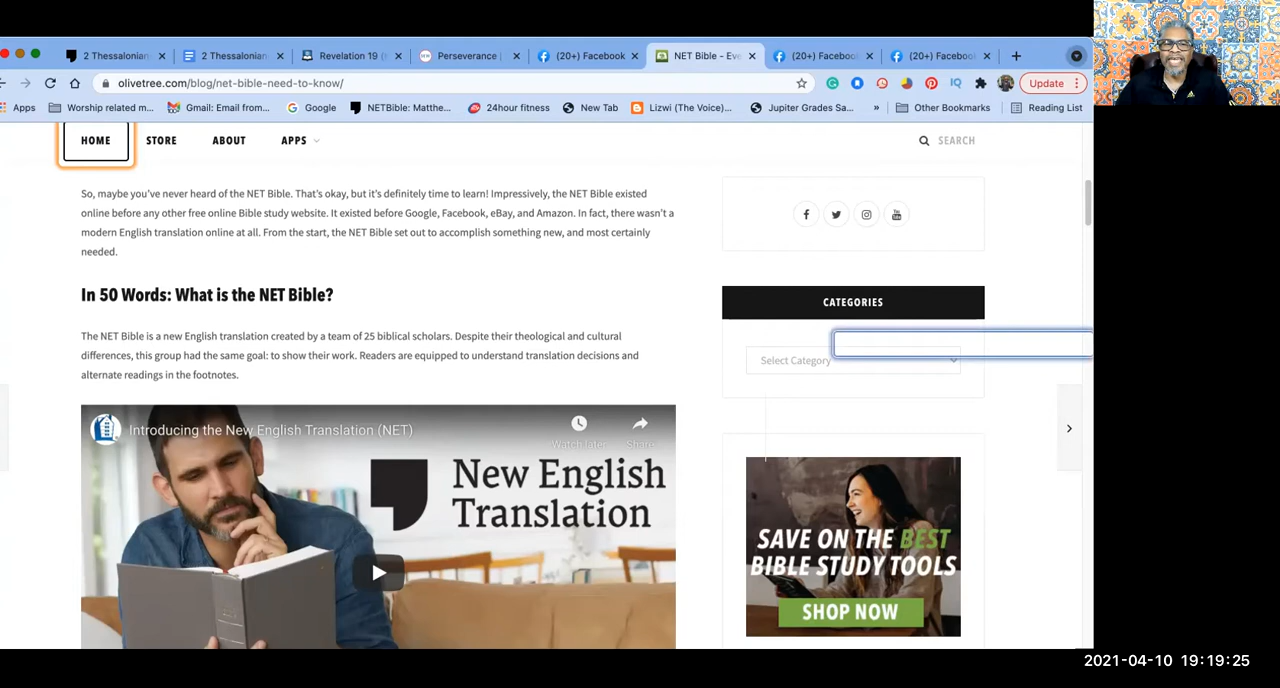 2 Thessalonian
2 Thessalonian
Revelation 19 (
Perseverance
(20+) Facebook
NET Bible – Eve
(20+) Facebook
(20+) Facebook
olivetree.com/blog/net-bible-need-to-know/
Update
Apps
Worship related m...
Gmail: Email from...
Google
NETBible: Matthe...
24hour fitness
New Tab
Lizwi (The Voice)...
Jupiter Grades Sa...
»
Other Bookmarks
Reading List
HOME
STORE
ABOUT
APPS
SEARCH
So, maybe you've never heard of the NET Bible. That's okay, but it's definitely time to learn! Impressively, the NET Bible existed
online before any other free online Bible study website. It existed before Google, Facebook, eBay, and Amazon. In fact, there wasn't a
modern English translation online at all. From the start, the NET Bible set out to accomplish something new, and most certainly
needed.
In 50 Words: What is the NET Bible?
The NET Bible is a new English translation created by a team of 25 biblical scholars. Despite their theological and cultural
differences, this group had the same goal: to show their work. Readers are equipped to understand translation decisions and
alternate readings in the footnotes.
Introducing the New English Translation (NET)
Watch later
Share
New English
Translation
CATEGORIES
Select Category
SAVE ON THE BEST
BIBLE STUDY TOOLS
SHOP NOW
2021-04-10 19:19:25